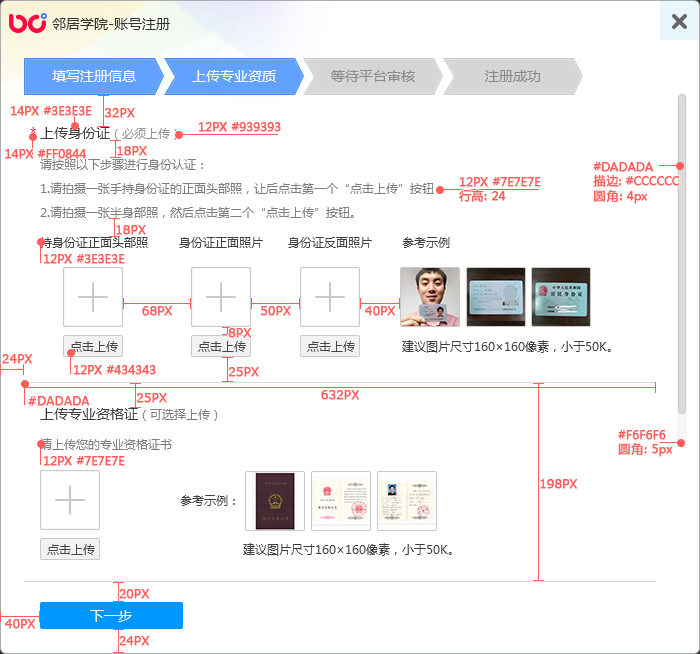 邻居学院-账号注册
填写注册信息
上传专业资质
等待平台审核
注册成功
14PX #3E3E3E
32PX
* 上传身份证（必须上传）
12PX #939393
14PX #FF0844
18PX
请按照以下步骤进行身份认证：
#DADADA
描边: #CCCCCC
圆角: 4px
1.请拍摄一张手持身份证的正面头部照，让后点击第一个“点击上传”按钮
12PX #7E7E7E
行高: 24
2.请拍摄一张半身部照，然后点击第二个“点击上传”按钮。
18PX
持身份证正面头部照
身份证正面照片
身份证反面照片
参考示例
12PX #3E3E3E
68PX
50PX
40PX
8PX
点击上传
点击上传
点击上传
建议图片尺寸160×160像素，小于50K。
24PX
12PX #434343
25PX
#DADADA
25PX
632PX
上传专业资格证（可选择上传）
请上传您的专业资格证书
#F6F6F6
圆角: 5px
12PX #7E7E7E
198PX
参考示例：
点击上传
建议图片尺寸160×160像素，小于50K。
20PX
下一步
40PX
24PX